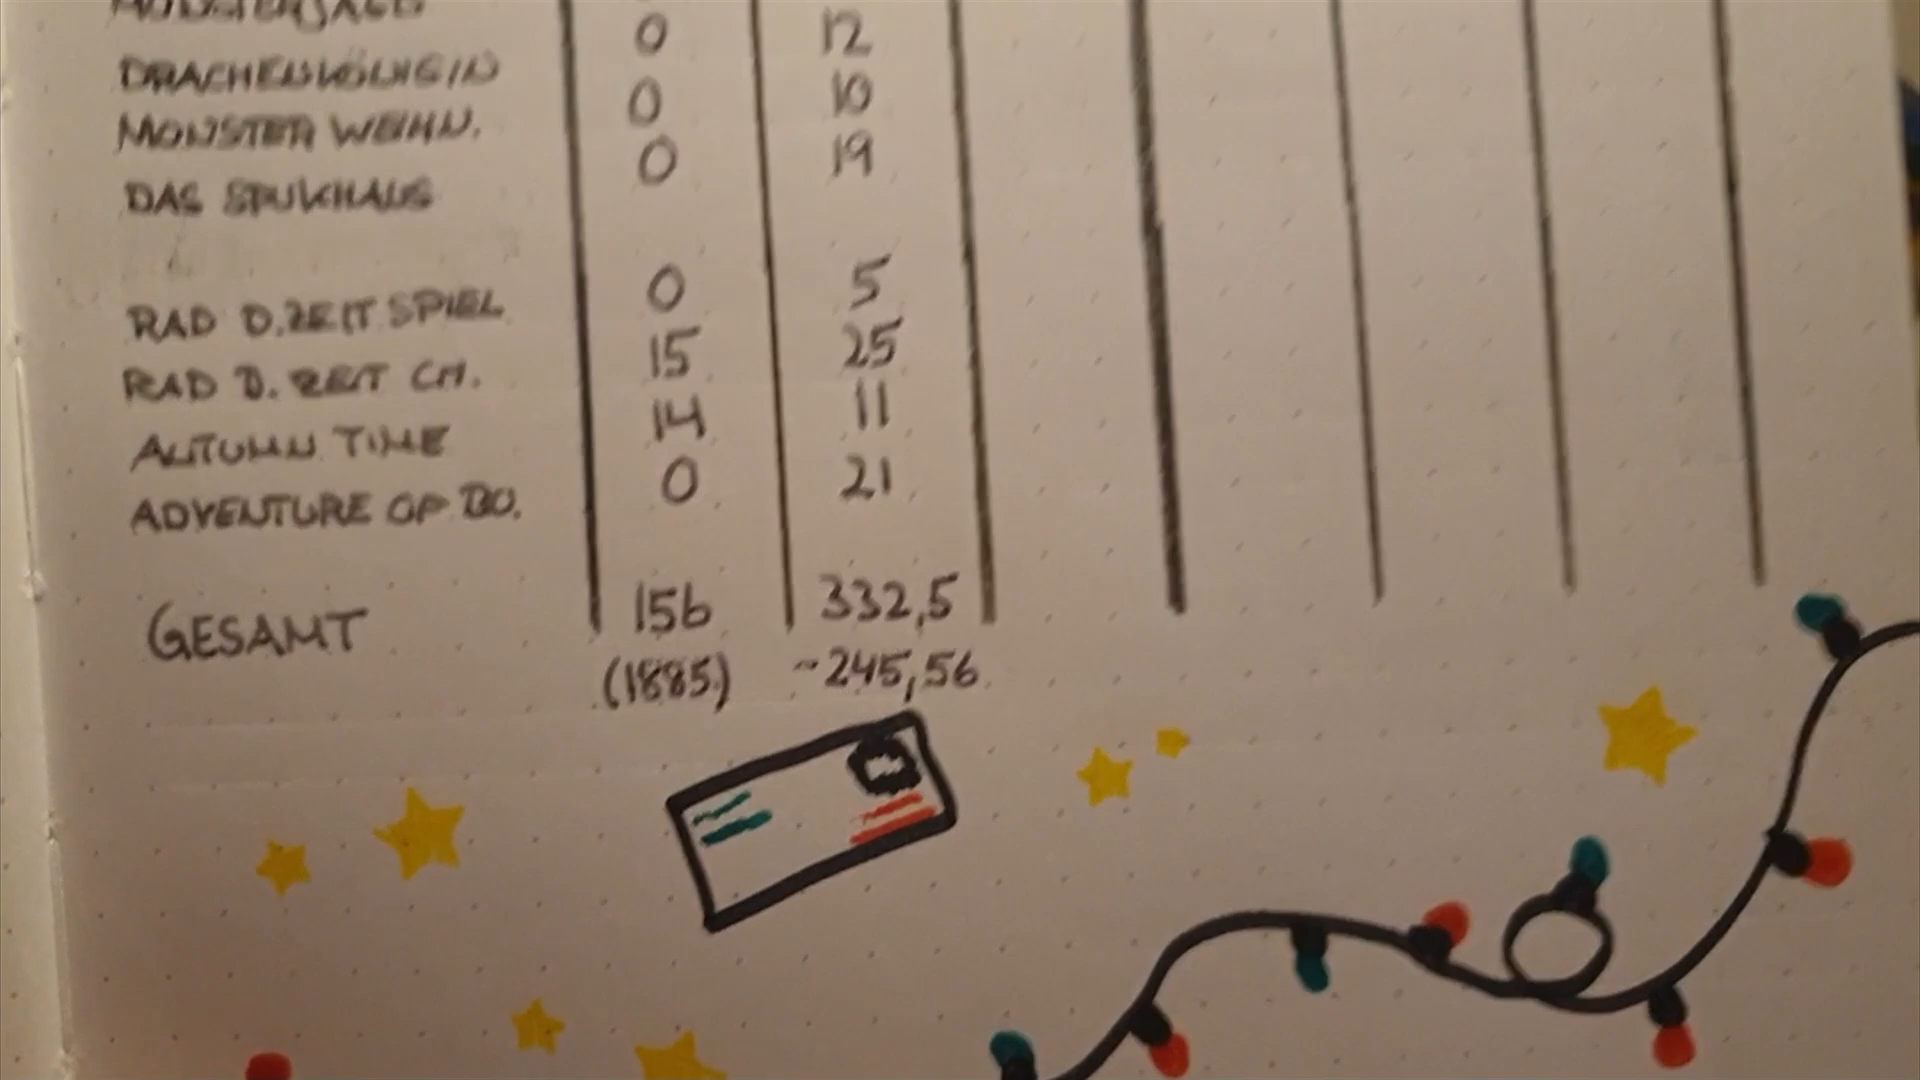 DRACHENKÖNIGIN 0 12
MONSTER WEIHN. 0 10
DAS SPUKHAUS 0 19
RAD D. ZEIT SPIEL 0 5
RAD D. ZEIT CH. 15 25
AUTUMN TIME 14 11
ADVENTURE OF BO. 0 21
GESAMT 156 332,5
(1885) -245,56